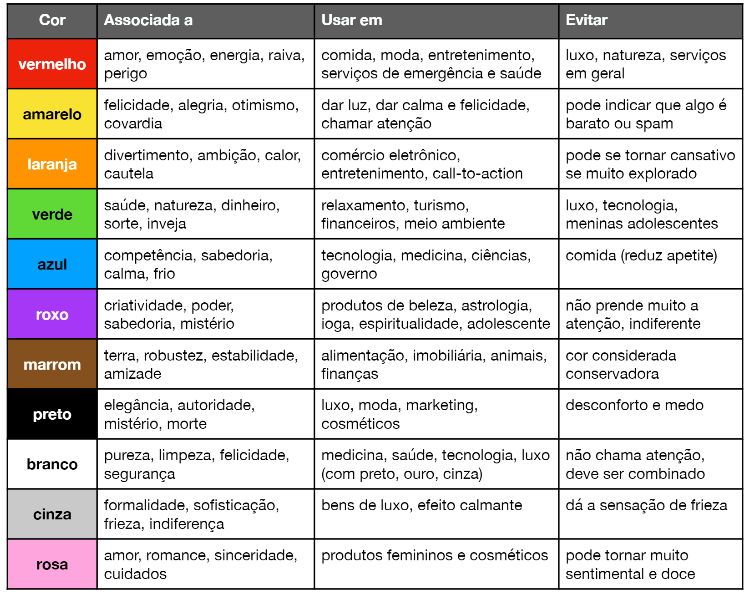 Cor Associada a Usar em Evitar
vermelho
amor, emoção, energia, raiva,
perigo
comida, moda, entretenimento,
serviços de emergência e saúde
luxo, natureza, serviços
em geral
amarelo
felicidade, alegria, otimismo,
covardia
dar luz, dar calma e felicidade,
chamar atenção
pode indicar que algo é
barato ou spam
laranja
divertimento, ambição, calor,
cautela
comércio eletrônico,
entretenimento, call-to-action
pode se tornar cansativo
se muito explorado
verde
saúde, natureza, dinheiro,
sorte, inveja
relaxamento, turismo,
financeiros, meio ambiente
luxo, tecnologia,
meninas adolescentes
azul
competência, sabedoria,
calma, frio
tecnologia, medicina, ciências,
governo
comida (reduz apetite)
roxo
criatividade, poder,
sabedoria, mistério
produtos de beleza, astrologia,
ioga, espiritualidade, adolescente
não prende muito a
atenção, indiferente
marrom
terra, robustez, estabilidade,
amizade
alimentação, imobiliária, animais,
finanças
cor considerada
conservadora
preto
elegância, autoridade,
mistério, morte
luxo, moda, marketing,
cosméticos
desconforto e medo
branco
pureza, limpeza, felicidade,
segurança
medicina, saúde, tecnologia, luxo
(com preto, ouro, cinza)
não chama atenção,
deve ser combinado
cinza
formalidade, sofisticação,
frieza, indiferença
bens de luxo, efeito calmante
dá a sensação de frieza
rosa
amor, romance, sinceridade,
cuidados
produtos femininos e cosméticos
pode tornar muito
sentimental e doce